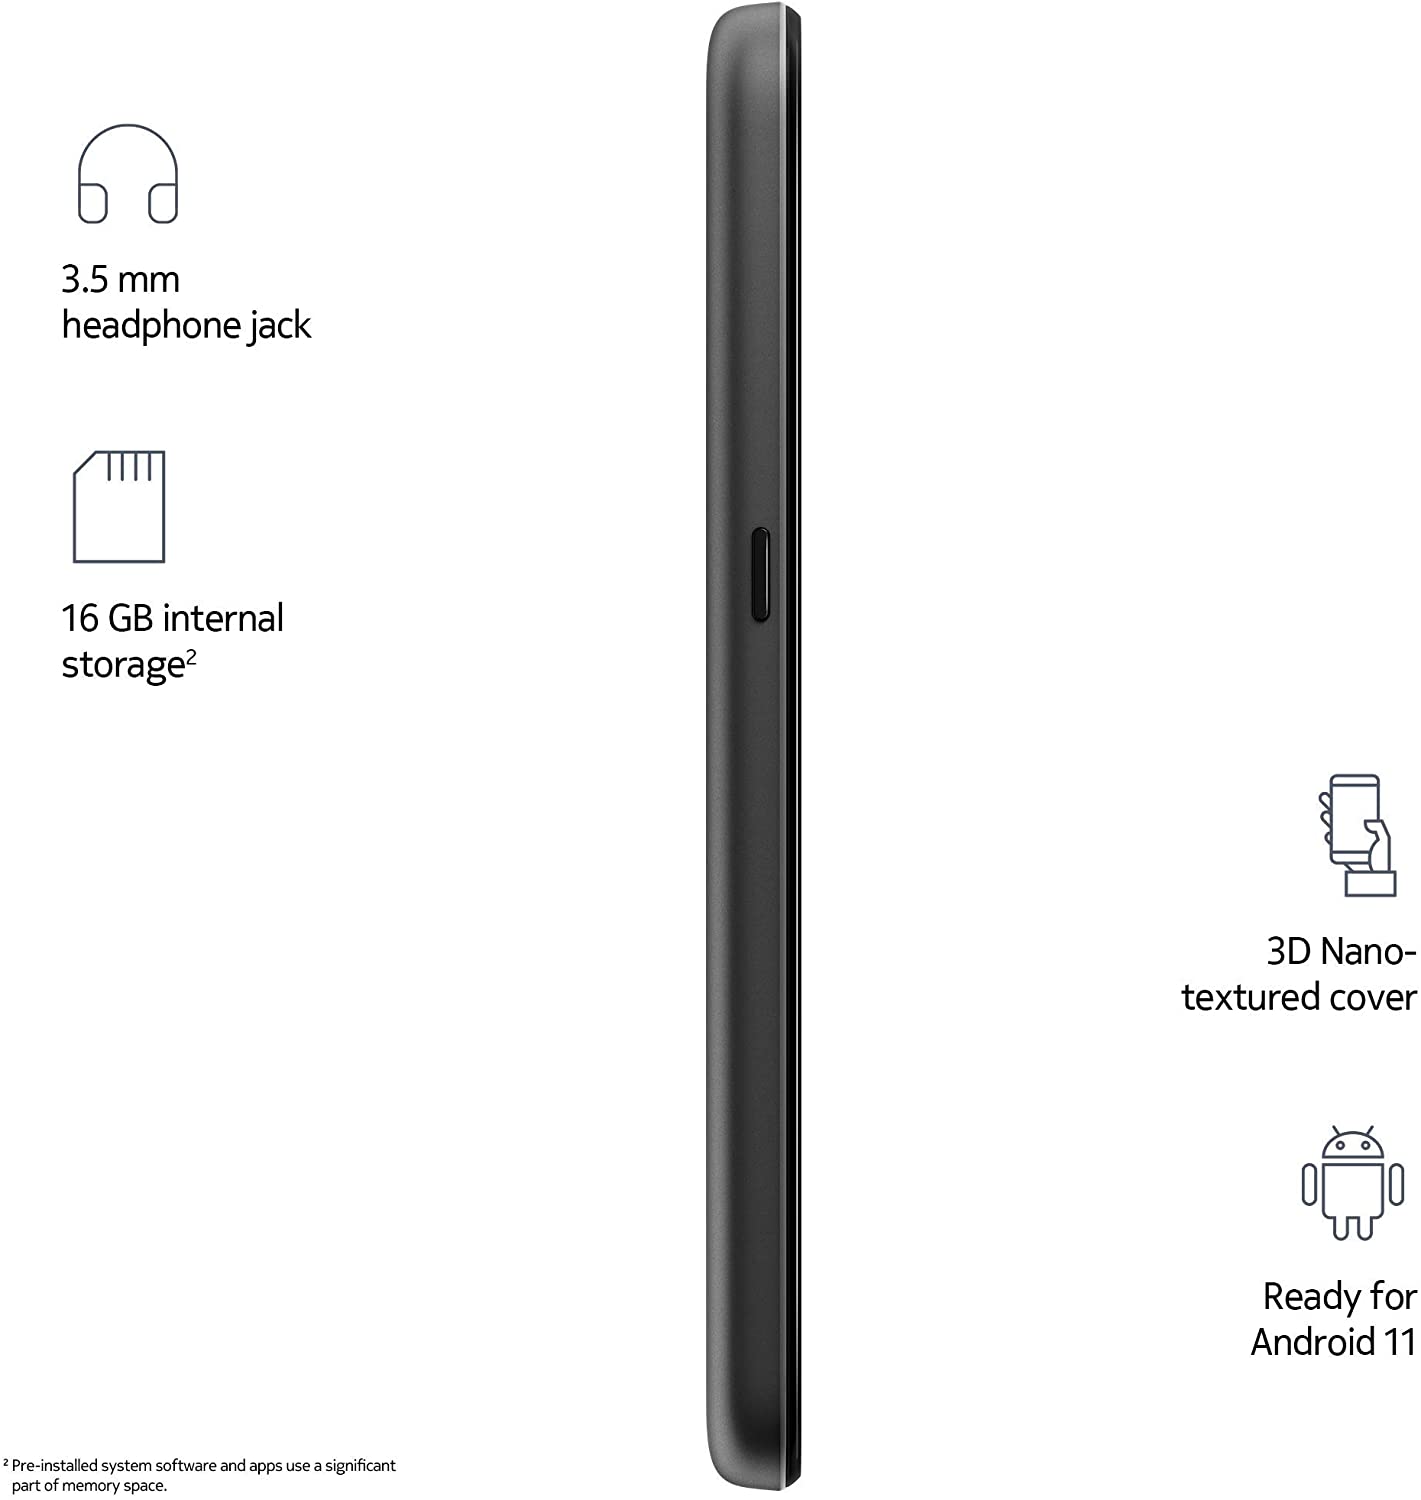 3.5 mm
headphone jack
16 GB internal
storage²
3D Nano-
textured cover
Ready for
Android 11
² Pre-installed system software and apps use a significant
part of memory space.